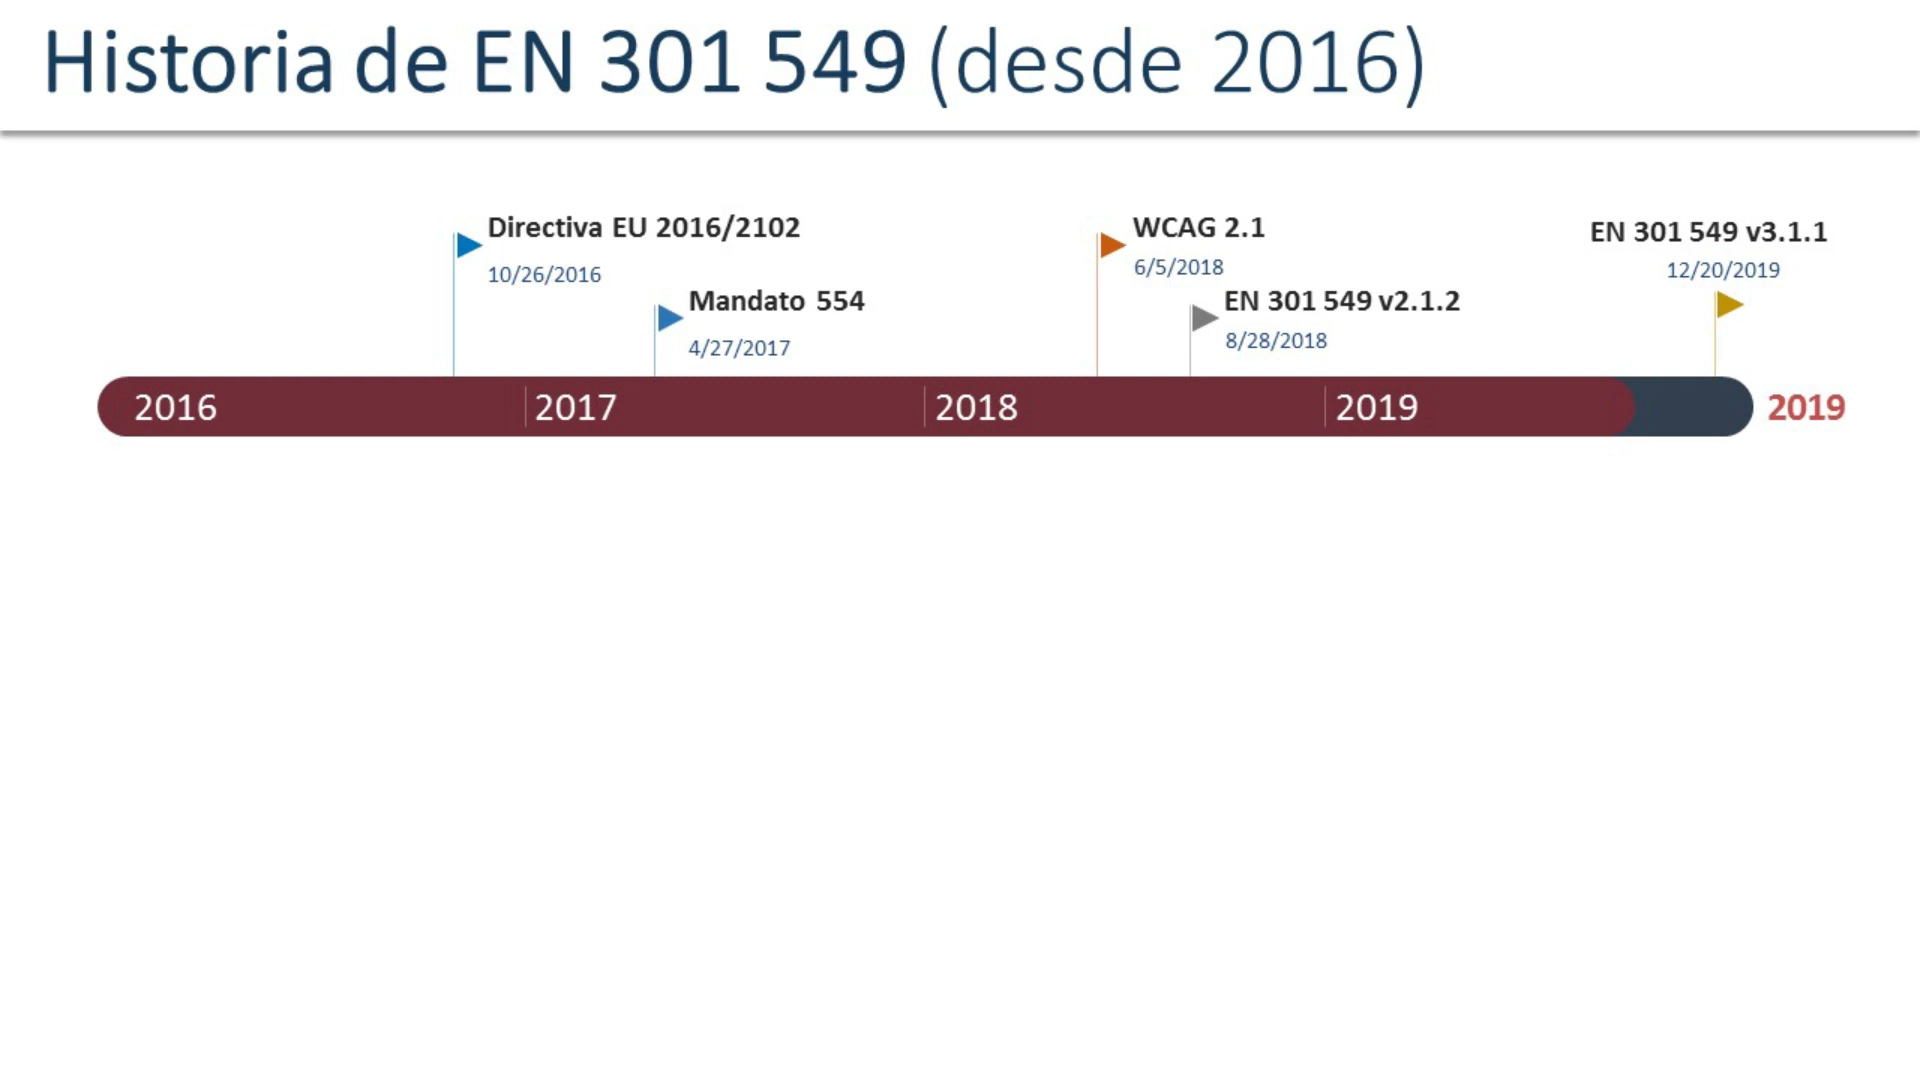 Historia de EN 301 549 (desde 2016)
Directiva EU 2016/2102
10/26/2016
Mandato 554
4/27/2017
WCAG 2.1
6/5/2018
EN 301 549 v2.1.2
8/28/2018
EN 301 549 v3.1.1
12/20/2019
2016
2017
2018
2019
2019